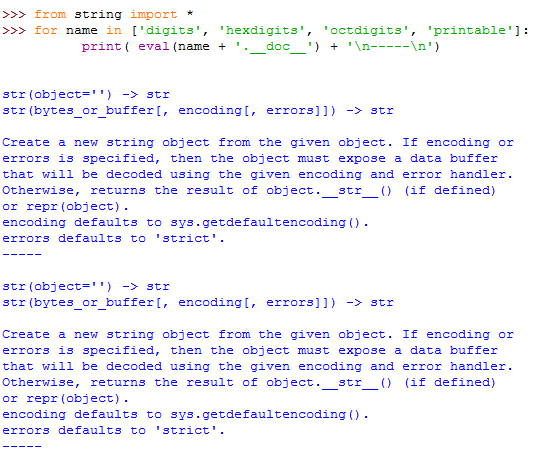 >>> from string import *
>>> for name in ['digits', 'hexdigits', 'octdigits', 'printable']:
        print( eval(name + '.__doc__') + '\n-----\n')
str(object='') -> str
str(bytes_or_buffer[, encoding[, errors]]) -> str
Create a new string object from the given object. If encoding or
errors is specified, then the object must expose a data buffer
that will be decoded using the given encoding and error handler.
Otherwise, returns the result of object.__str__() (if defined)
or repr(object).
encoding defaults to sys.getdefaultencoding().
errors defaults to 'strict'.
-----
str(object='') -> str
str(bytes_or_buffer[, encoding[, errors]]) -> str
Create a new string object from the given object. If encoding or
errors is specified, then the object must expose a data buffer
that will be decoded using the given encoding and error handler.
Otherwise, returns the result of object.__str__() (if defined)
or repr(object).
encoding defaults to sys.getdefaultencoding().
errors defaults to 'strict'.
-----